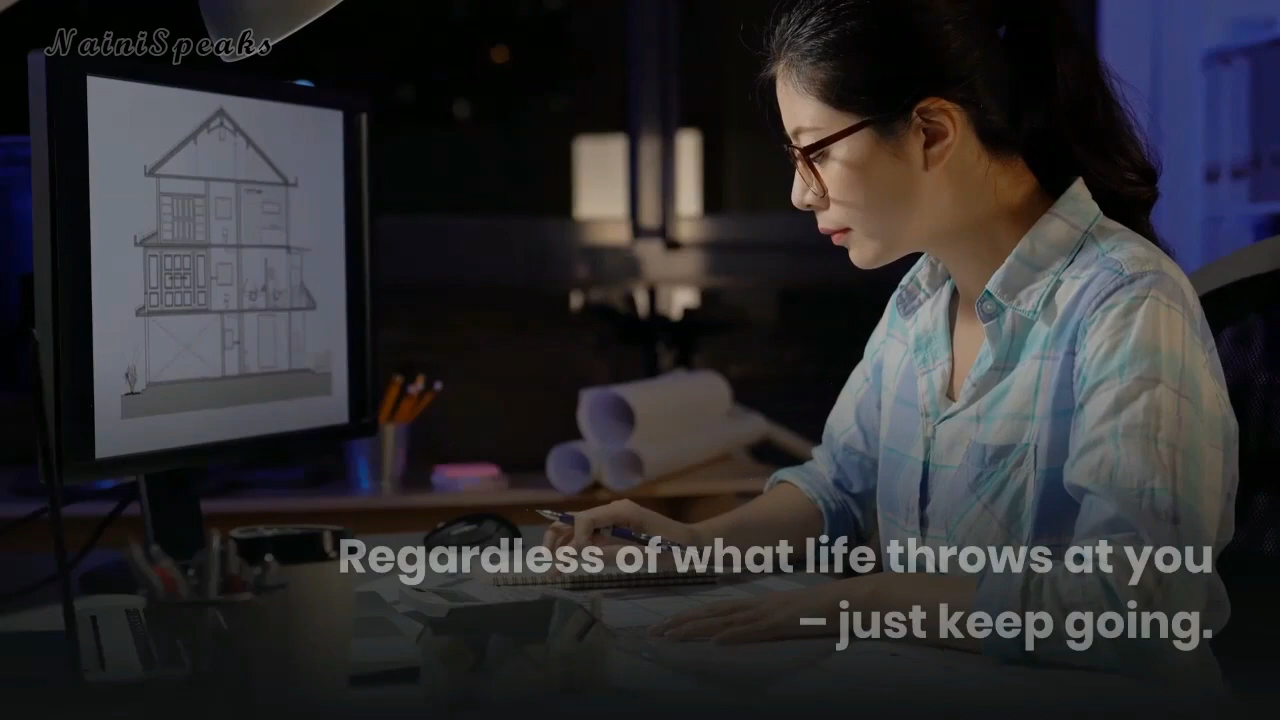 NainiSpeaks
Regardless of what life throws at you
– just keep going.